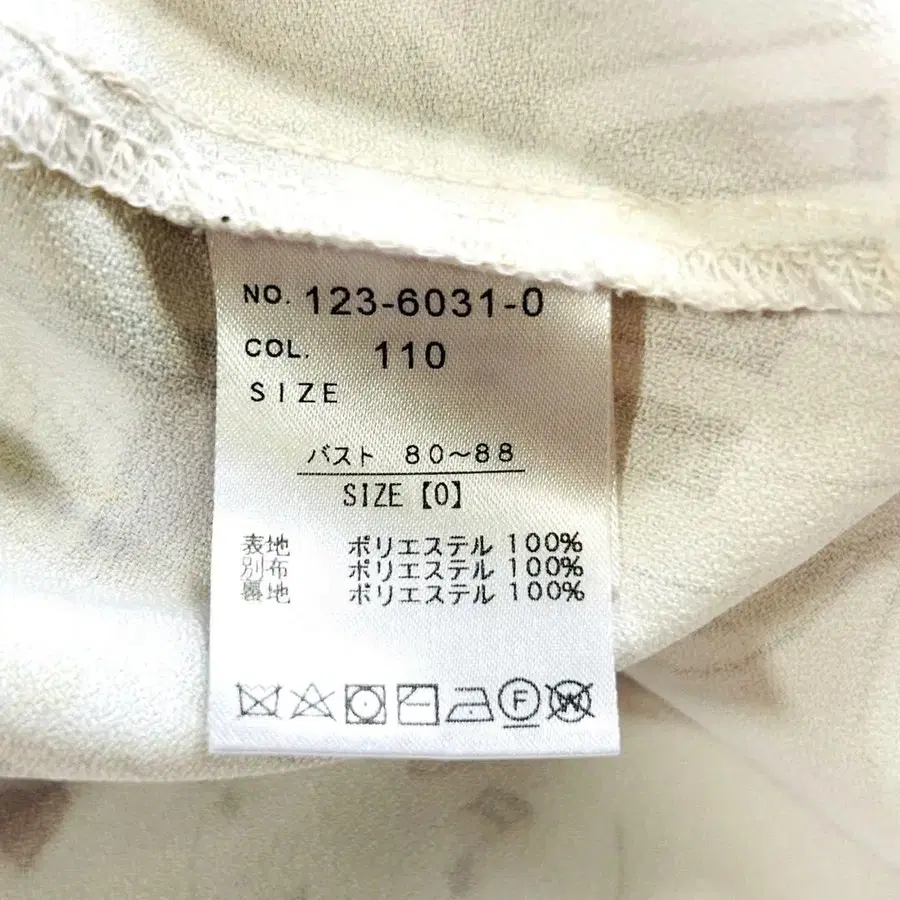 NO. 123-6031-0
COL. 110
SIZE
バスト 80~88
SIZE【0】
表地 ポリエステル 100%
別布 ポリエステル 100%
裏地 ポリエステル 100%
F W